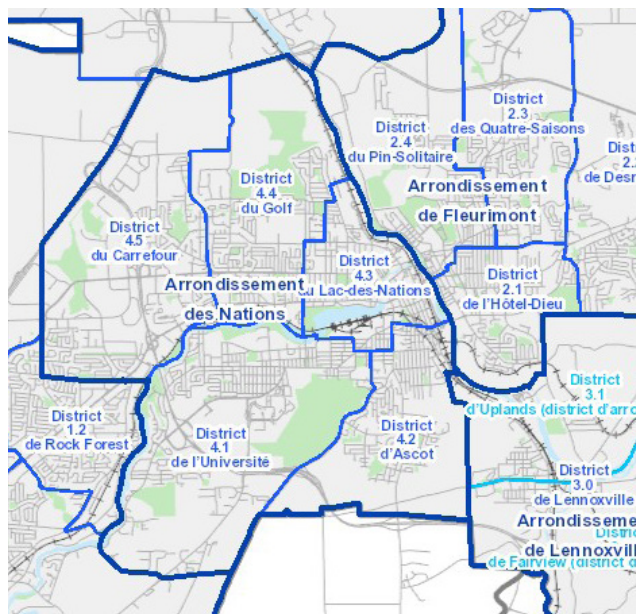 District
2.3
des Quatre-Saisons
District
2.4
du Pin-Solitaire
Arrondissement
de Fleurimont
District
4.4
du Golf
District
4.5
du Carrefour
District
4.3
du Lac-des-Nations
Arrondissement
des Nations
District
2.1
de l'Hôtel-Dieu
District
3.1
d'Uplands (district d'arro
District
1.2
de Rock Forest
District
4.1
de l'Université
District
4.2
d'Ascot
District
3.0
de Lennoxville
Arrondisseme
de Lennoxvill
de Fairview (district d